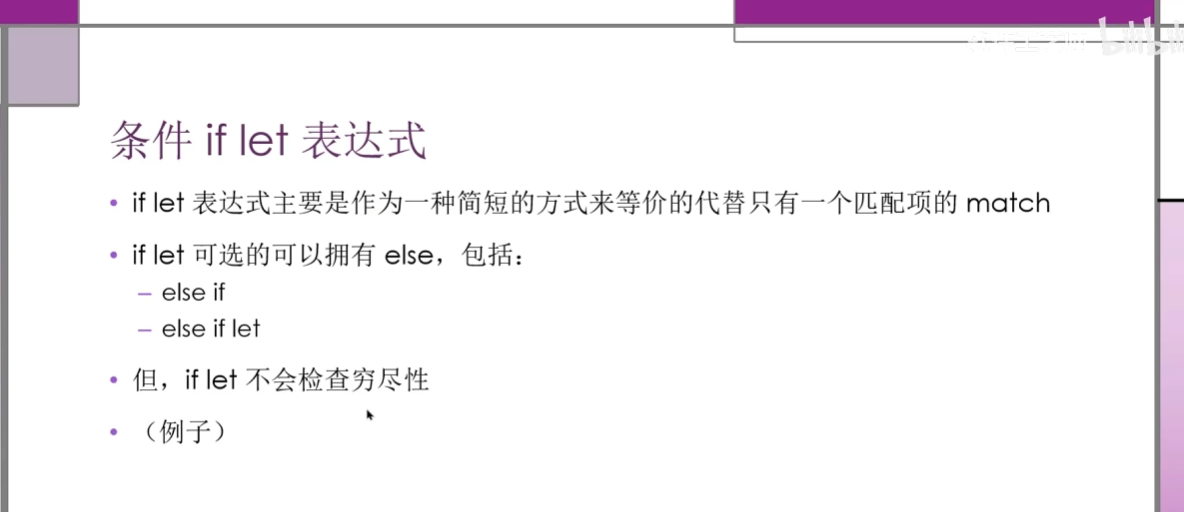 条件 if let 表达式
• if let 表达式主要是作为一种简短的方式来等价的代替只有一个匹配项的 match
• if let 可选的可以拥有 else，包括：
– else if
– else if let
• 但，if let 不会检查穷尽性
• （例子）